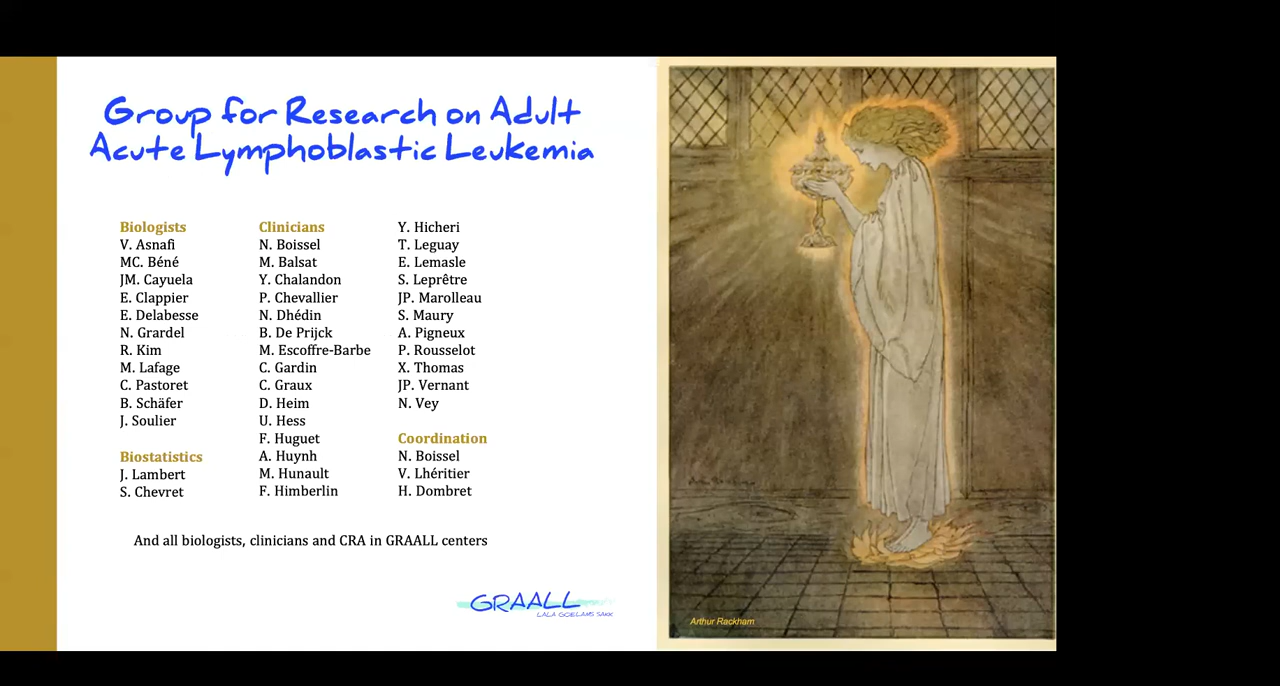 Group for Research on Adult
Acute Lymphoblastic Leukemia
Biologists
V. Asnafi
MC. Béné
JM. Cayuela
E. Clappier
E. Delabesse
N. Grardel
R. Kim
M. Lafage
C. Pastoret
B. Schäfer
J. Soulier
Biostatistics
J. Lambert
S. Chevret
Clinicians
N. Boissel
M. Balsat
Y. Chalandon
P. Chevallier
N. Dhédin
B. De Prijck
M. Escoffre-Barbe
C. Gardin
C. Graux
D. Heim
U. Hess
F. Huguet
A. Huynh
M. Hunault
F. Himberlin
Y. Hicheri
T. Leguay
E. Lemasle
S. Leprêtre
JP. Marolleau
S. Maury
A. Pigneux
P. Rousselot
X. Thomas
JP. Vernant
N. Vey
Coordination
N. Boissel
V. Lhéritier
H. Dombret
And all biologists, clinicians and CRA in GRAALL centers
GRAALL
LALA GOELAMS SAKK
Arthur Rackham